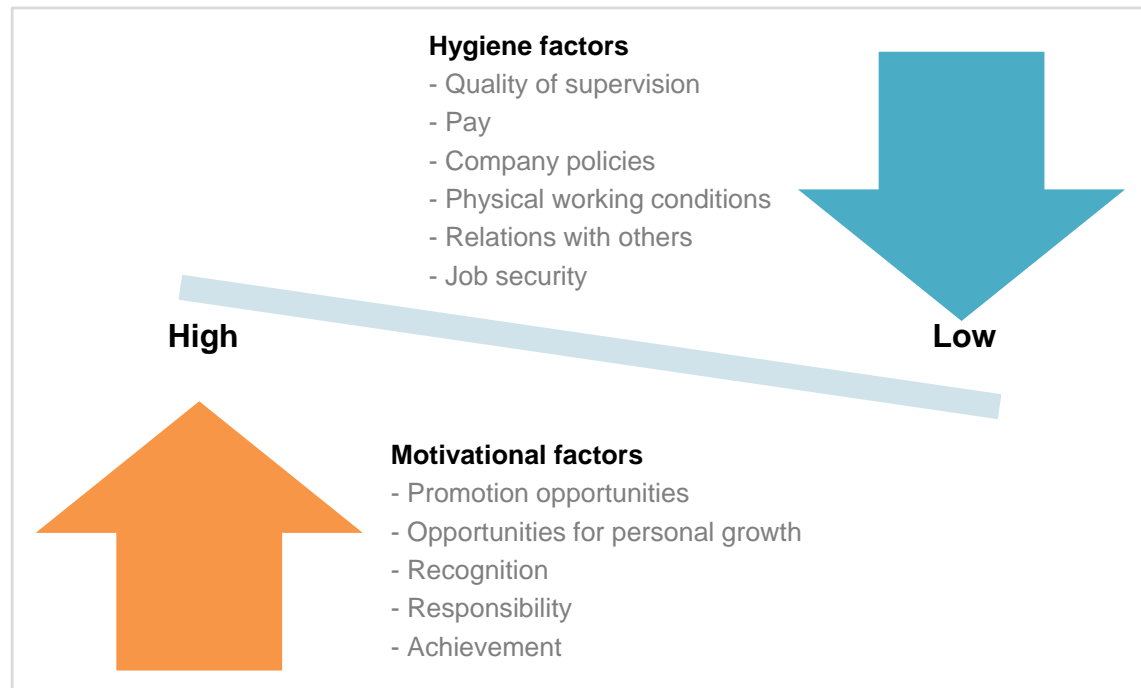 Hygiene factors
- Quality of supervision
- Pay
- Company policies
- Physical working conditions
- Relations with others
- Job security
High
Low
Motivational factors
- Promotion opportunities
- Opportunities for personal growth
- Recognition
- Responsibility
- Achievement